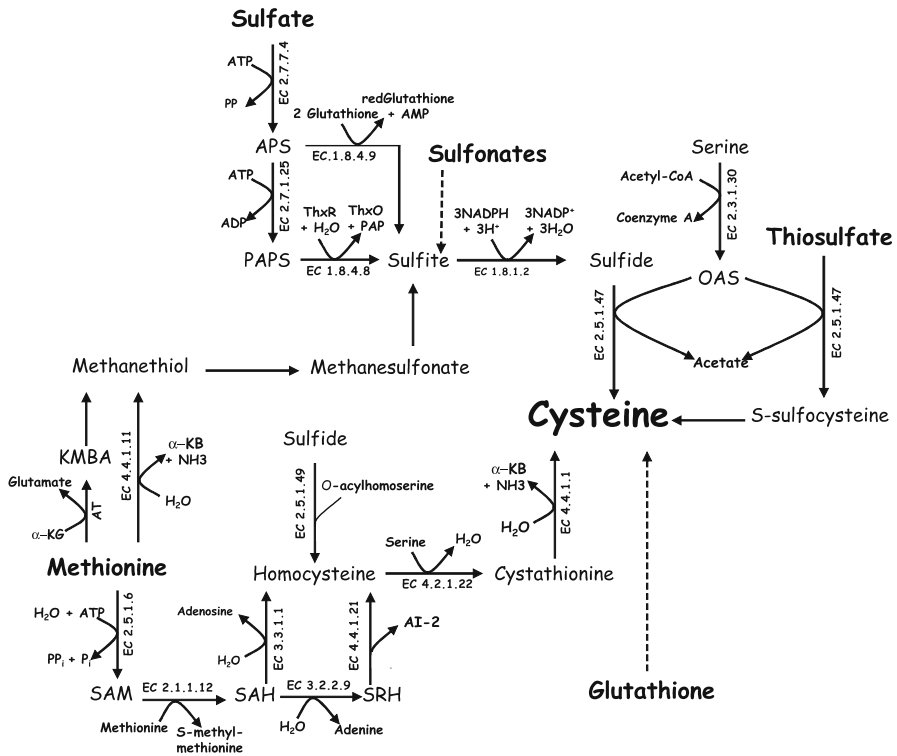 Sulfate
ATP
PP
EC 2.7.7.4
redGlutathione
2 Glutathione + AMP
APS
EC.1.8.4.9
Sulfonates
Serine
ATP
ADP
EC 2.7.1.25
Acetyl-CoA
Coenzyme A
EC 2.3.1.30
ThxR
+ H₂O
ThxO
+ PAP
3NADPH
+ 3H⁺
3NADP⁺
+ 3H₂O
Thiosulfate
PAPS
EC 1.8.4.8
Sulfite
EC 1.8.1.2
Sulfide
OAS
EC 2.5.1.47
EC 2.5.1.47
Acetate
Methanethiol
Methanesulfonate
Cysteine
S-sulfocysteine
KMBA
EC 4.4.1.11
α-KB
+ NH3
H₂O
Glutamate
α-KG
AT
Sulfide
EC 2.5.1.49
O-acylhomoserine
α-KB
+ NH3
H₂O
EC 4.4.1.1
Methionine
Homocysteine
Serine
H₂O
EC 4.2.1.22
Cystathionine
H₂O + ATP
PPᵢ + Pᵢ
EC 2.5.1.6
Adenosine
H₂O
EC 3.3.1.1
EC 4.4.1.21
AI-2
SAM
EC 2.1.1.12
SAH
EC 3.2.2.9
SRH
Glutathione
Methionine
S-methyl-
methionine
H₂O
Adenine